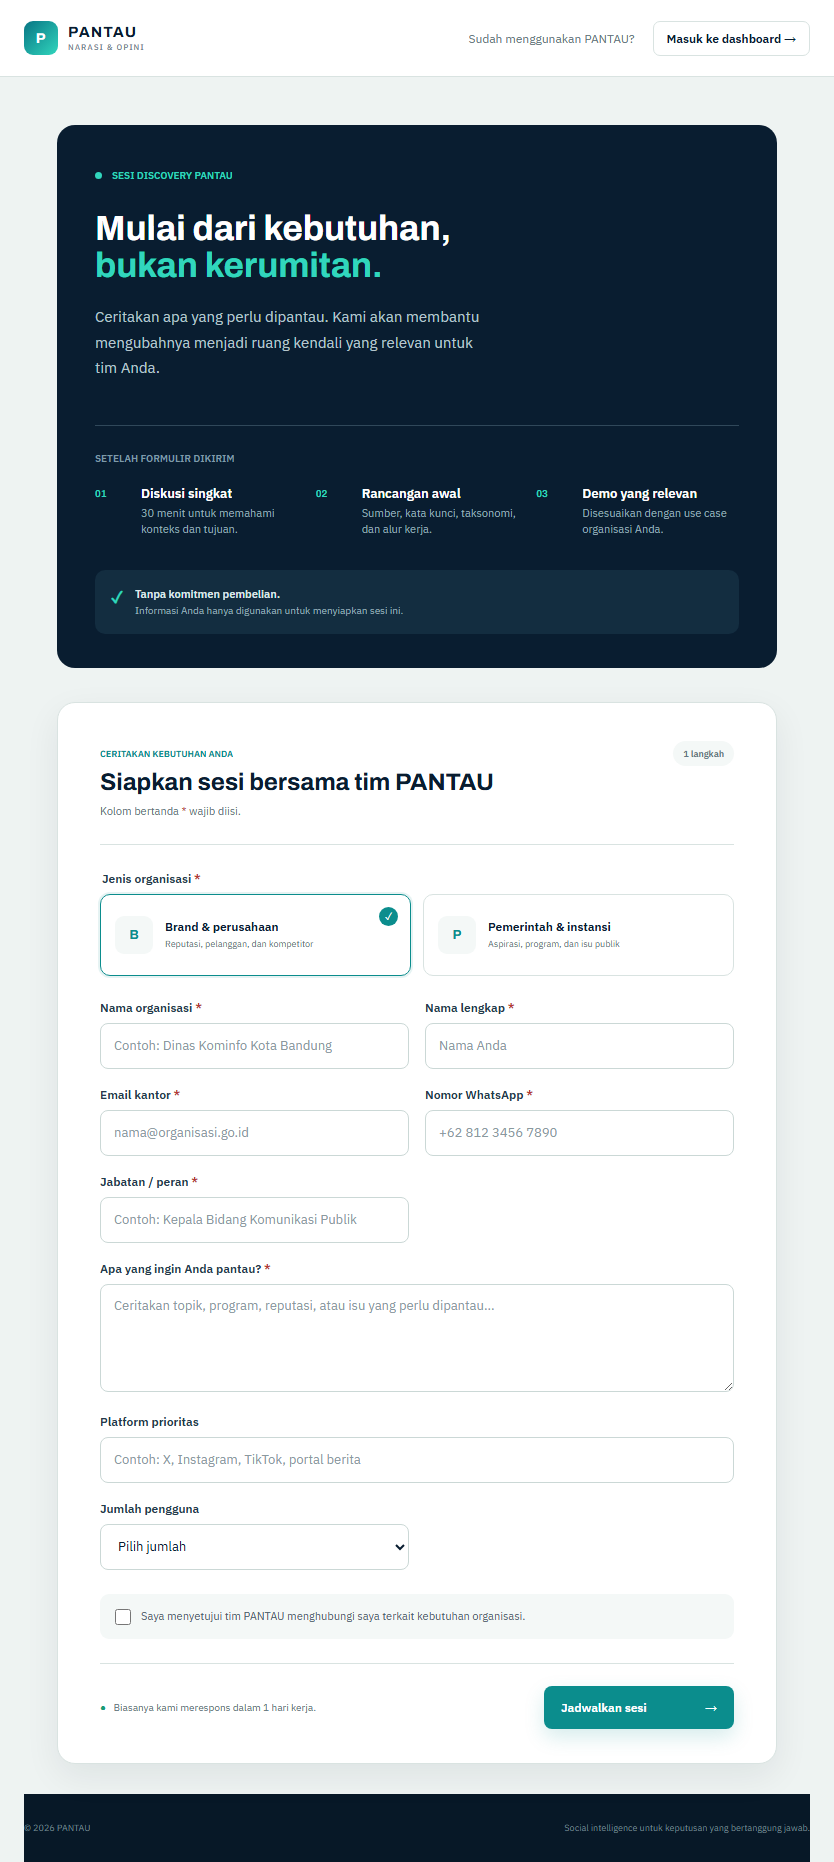 P
PANTAU
NARASI & OPINI
Sudah menggunakan PANTAU?
Masuk ke dashboard →
SESI DISCOVERY PANTAU
Mulai dari kebutuhan,
bukan kerumitan.
Ceritakan apa yang perlu dipantau. Kami akan membantu
mengubahnya menjadi ruang kendali yang relevan untuk
tim Anda.
SETELAH FORMULIR DIKIRIM
01
Diskusi singkat
30 menit untuk memahami
konteks dan tujuan.
02
Rancangan awal
Sumber, kata kunci, taksonomi,
dan alur kerja.
03
Demo yang relevan
Disesuaikan dengan use case
organisasi Anda.
✓
Tanpa komitmen pembelian.
Informasi Anda hanya digunakan untuk menyiapkan sesi ini.
CERITAKAN KEBUTUHAN ANDA
1 langkah
Siapkan sesi bersama tim PANTAU
Kolom bertanda * wajib diisi.
Jenis organisasi *
B
Brand & perusahaan
Reputasi, pelanggan, dan kompetitor
✓
P
Pemerintah & instansi
Aspirasi, program, dan isu publik
Nama organisasi *
Contoh: Dinas Kominfo Kota Bandung
Nama lengkap *
Nama Anda
Email kantor *
nama@organisasi.go.id
Nomor WhatsApp *
+62 812 3456 7890
Jabatan / peran *
Contoh: Kepala Bidang Komunikasi Publik
Apa yang ingin Anda pantau? *
Ceritakan topik, program, reputasi, atau isu yang perlu dipantau...
Platform prioritas
Contoh: X, Instagram, TikTok, portal berita
Jumlah pengguna
Pilih jumlah
Saya menyetujui tim PANTAU menghubungi saya terkait kebutuhan organisasi.
Biasanya kami merespons dalam 1 hari kerja.
Jadwalkan sesi →
© 2026 PANTAU
Social intelligence untuk keputusan yang bertanggung jawab.